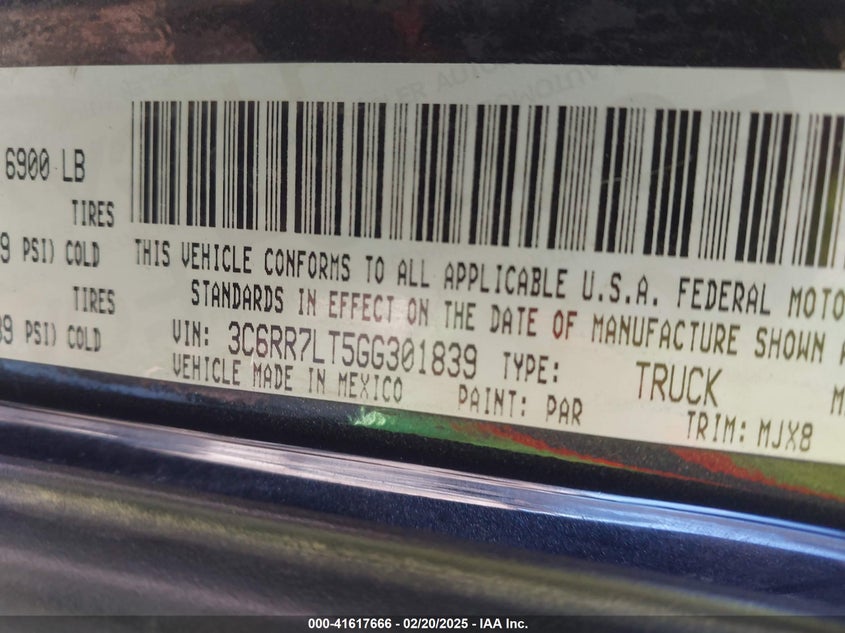 6900 LB
TIRES
PSI) COLD
TIRES
PSI) COLD
THIS VEHICLE CONFORMS TO ALL APPLICABLE U.S.A. FEDERAL MOTO
STANDARDS IN EFFECT ON THE DATE OF MANUFACTURE SHOWN A
VIN: 3C6RR7LT5GG301839 TYPE: TRUCK
VEHICLE MADE IN MEXICO PAINT: PAR M
TRIM: MJX8
000-41617666 - 02/20/2025 - IAA Inc.